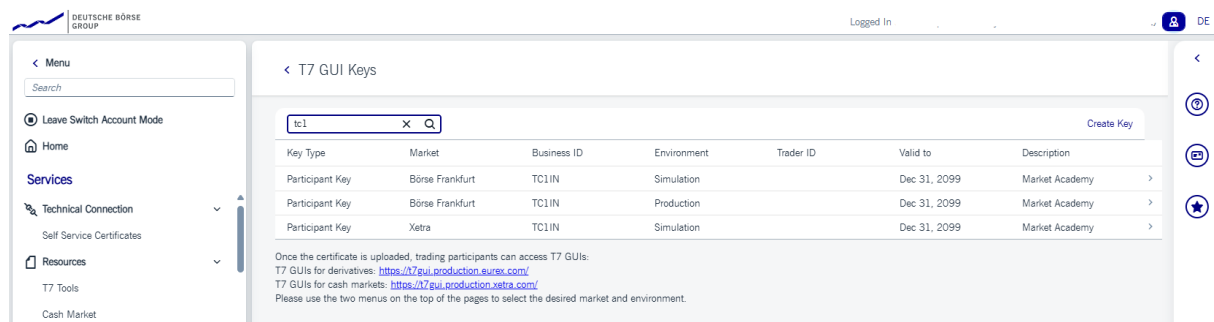 DEUTSCHE BÖRSE
GROUP
Logged In
DE
Menu
Search
Leave Switch Account Mode
Home
Services
Technical Connection
Self Service Certificates
Resources
T7 Tools
Cash Market
T7 GUI Keys
tc1
Create Key
Key Type Market Business ID Environment Trader ID Valid to Description
Participant Key Börse Frankfurt TC1IN Simulation Dec 31, 2099 Market Academy
Participant Key Börse Frankfurt TC1IN Production Dec 31, 2099 Market Academy
Participant Key Xetra TC1IN Simulation Dec 31, 2099 Market Academy
Once the certificate is uploaded, trading participants can access T7 GUIs:
T7 GUIs for derivatives: https://t7gui.production.eurex.com/
T7 GUIs for cash markets: https://t7gui.production.xetra.com/
Please use the two menus on the top of the pages to select the desired market and environment.